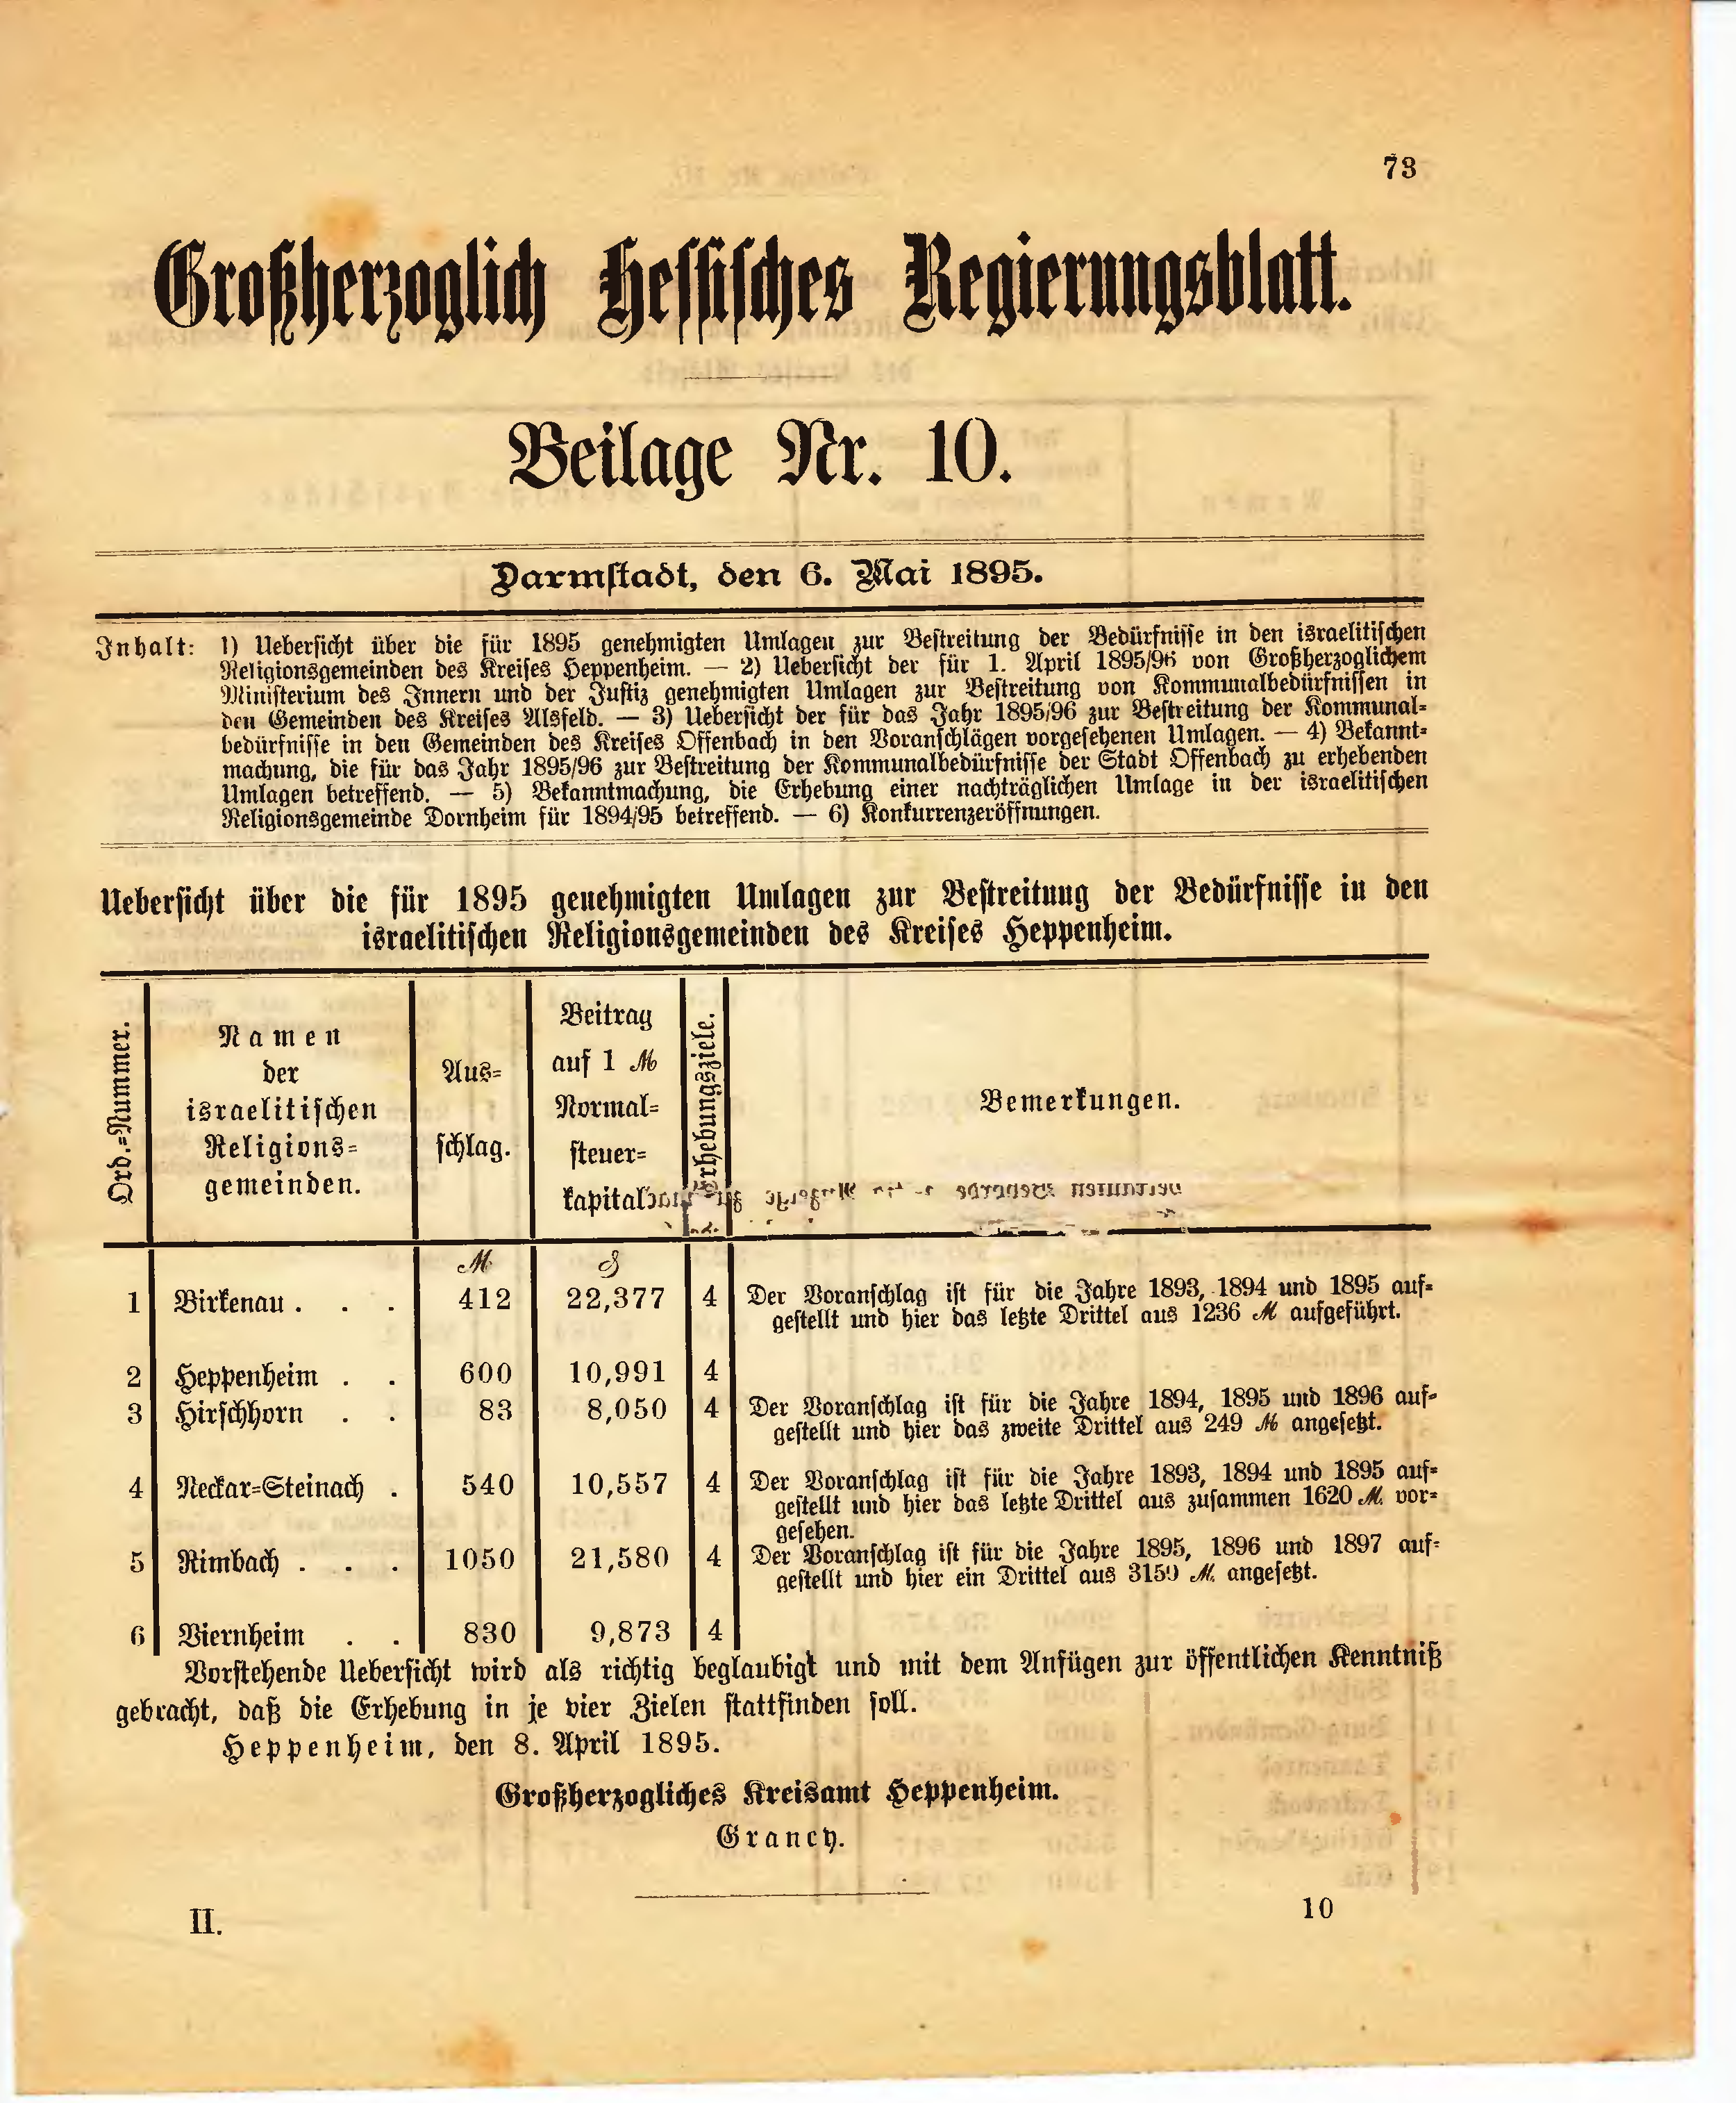 73
Großherzoglich Hessisches Regierungsblatt.
Beilage Nr. 10.
Darmstadt, den 6. Mai 1895.
Inhalt: 1) Uebersicht über die für 1895 genehmigten Umlagen zur Bestreitung der Bedürfnisse in den israelitischen
Religionsgemeinden des Kreises Heppenheim. — 2) Uebersicht der für 1. April 1895/96 von Großherzoglichem
Ministerium des Innern und der Justiz genehmigten Umlagen zur Bestreitung von Kommunalbedürfnissen in
den Gemeinden des Kreises Alsfeld. — 3) Uebersicht der für das Jahr 1895/96 zur Bestreitung der Kommunal-
bedürfnisse in den Gemeinden des Kreises Offenbach in den Voranschlägen vorgesehenen Umlagen. — 4) Bekannt-
machung, die für das Jahr 1895/96 zur Bestreitung der Kommunalbedürfnisse der Stadt Offenbach zu erhebenden
Umlagen betreffend. — 5) Bekanntmachung, die Erhebung einer nachträglichen Umlage in der israelitischen
Religionsgemeinde Dornheim für 1894/95 betreffend. — 6) Konkurrenzeröffnungen.
Uebersicht über die für 1895 genehmigten Umlagen zur Bestreitung der Bedürfnisse in den
israelitischen Religionsgemeinden des Kreises Heppenheim.
Ord.-Nummer.
Namen
der
israelitischen
Religions-
gemeinden.
Aus-
schlag.
Beitrag
auf 1 ℳ
Normal-
steuer-
kapital
Erhebungsziele.
Bemerkungen.
ℳ ₰
1 Birkenau . . . 412 22,377 4 Der Voranschlag ist für die Jahre 1893, 1894 und 1895 auf-
gestellt und hier das letzte Drittel aus 1236 ℳ aufgeführt.
2 Heppenheim . . 600 10,991 4
3 Hirschhorn . . 83 8,050 4 Der Voranschlag ist für die Jahre 1894, 1895 und 1896 auf-
gestellt und hier das zweite Drittel aus 249 ℳ angesetzt.
4 Neckar-Steinach . 540 10,557 4 Der Voranschlag ist für die Jahre 1893, 1894 und 1895 auf-
gestellt und hier das letzte Drittel aus zusammen 1620 ℳ. vor-
gesehen.
5 Rimbach . . . 1050 21,580 4 Der Voranschlag ist für die Jahre 1895, 1896 und 1897 auf-
gestellt und hier ein Drittel aus 3150 ℳ. angesetzt.
6 Viernheim . . 830 9,873 4
Vorstehende Uebersicht wird als richtig beglaubigt und mit dem Anfügen zur öffentlichen Kenntniß
gebracht, daß die Erhebung in je vier Zielen stattfinden soll.
Heppenheim, den 8. April 1895.
Großherzogliches Kreisamt Heppenheim.
Grancy.
II. 10